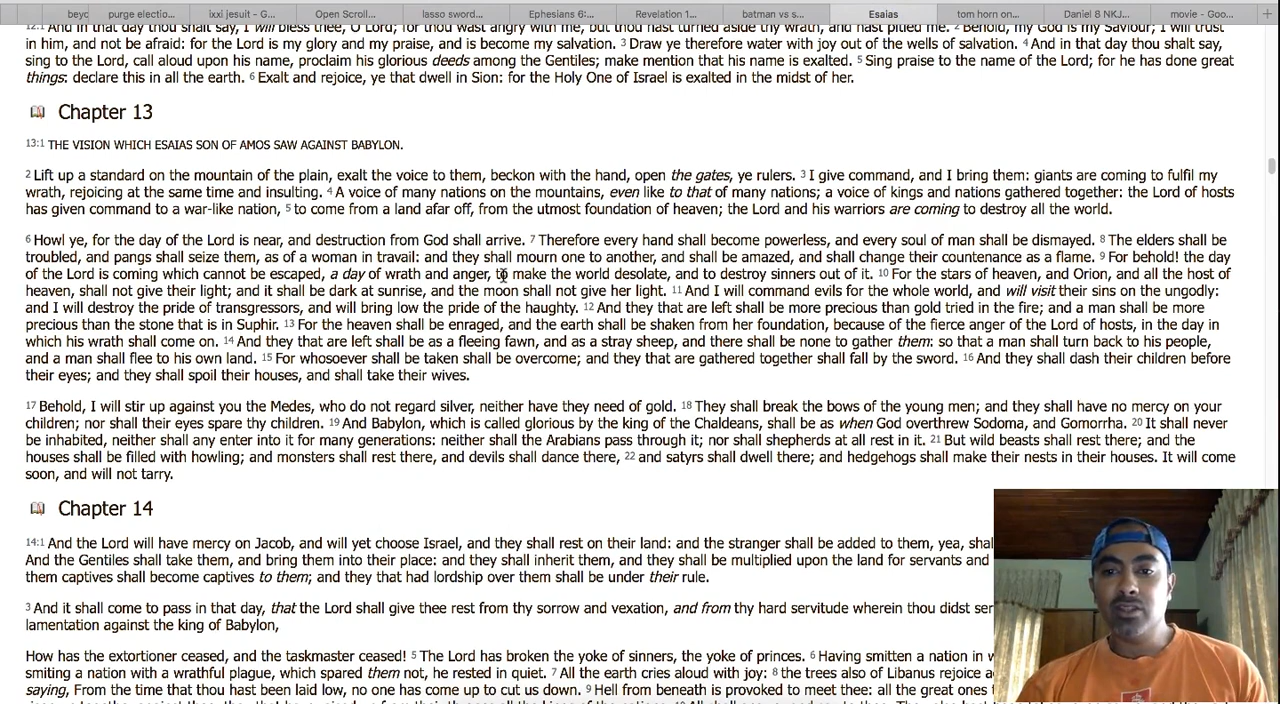 beyc
purge electio...
ixxi jesuit - G...
Open Scroll...
lasso sword...
Ephesians 6:...
Revelation 1...
batman vs s...
Esaias
tom horn on...
Daniel 8 NKJ...
movie - Goo...
12:1 And in that day thou shalt say, I will bless thee, O Lord; for thou wast angry with me, but thou hast turned aside thy wrath, and hast pitied me. 2 Behold, my God is my Saviour; I will trust
in him, and not be afraid: for the Lord is my glory and my praise, and is become my salvation. 3 Draw ye therefore water with joy out of the wells of salvation. 4 And in that day thou shalt say,
sing to the Lord, call aloud upon his name, proclaim his glorious deeds among the Gentiles; make mention that his name is exalted. 5 Sing praise to the name of the Lord; for he has done great
things: declare this in all the earth. 6 Exalt and rejoice, ye that dwell in Sion: for the Holy One of Israel is exalted in the midst of her.
Chapter 13
13:1 THE VISION WHICH ESAIAS SON OF AMOS SAW AGAINST BABYLON.
2 Lift up a standard on the mountain of the plain, exalt the voice to them, beckon with the hand, open the gates, ye rulers. 3 I give command, and I bring them: giants are coming to fulfil my
wrath, rejoicing at the same time and insulting. 4 A voice of many nations on the mountains, even like to that of many nations; a voice of kings and nations gathered together: the Lord of hosts
has given command to a war-like nation, 5 to come from a land afar off, from the utmost foundation of heaven; the Lord and his warriors are coming to destroy all the world.
6 Howl ye, for the day of the Lord is near, and destruction from God shall arrive. 7 Therefore every hand shall become powerless, and every soul of man shall be dismayed. 8 The elders shall be
troubled, and pangs shall seize them, as of a woman in travail: and they shall mourn one to another, and shall be amazed, and shall change their countenance as a flame. 9 For behold! the day
of the Lord is coming which cannot be escaped, a day of wrath and anger, to make the world desolate, and to destroy sinners out of it. 10 For the stars of heaven, and Orion, and all the host of
heaven, shall not give their light; and it shall be dark at sunrise, and the moon shall not give her light. 11 And I will command evils for the whole world, and will visit their sins on the ungodly:
and I will destroy the pride of transgressors, and will bring low the pride of the haughty. 12 And they that are left shall be more precious than gold tried in the fire; and a man shall be more
precious than the stone that is in Suphir. 13 For the heaven shall be enraged, and the earth shall be shaken from her foundation, because of the fierce anger of the Lord of hosts, in the day in
which his wrath shall come on. 14 And they that are left shall be as a fleeing fawn, and as a stray sheep, and there shall be none to gather them: so that a man shall turn back to his people,
and a man shall flee to his own land. 15 For whosoever shall be taken shall be overcome; and they that are gathered together shall fall by the sword. 16 And they shall dash their children before
their eyes; and they shall spoil their houses, and shall take their wives.
17 Behold, I will stir up against you the Medes, who do not regard silver, neither have they need of gold. 18 They shall break the bows of the young men; and they shall have no mercy on your
children; nor shall their eyes spare thy children. 19 And Babylon, which is called glorious by the king of the Chaldeans, shall be as when God overthrew Sodoma, and Gomorrha. 20 It shall never
be inhabited, neither shall any enter into it for many generations: neither shall the Arabians pass through it; nor shall shepherds at all rest in it. 21 But wild beasts shall rest there; and the
houses shall be filled with howling; and monsters shall rest there, and devils shall dance there, 22 and satyrs shall dwell there; and hedgehogs shall make their nests in their houses. It will come
soon, and will not tarry.
Chapter 14
14:1 And the Lord will have mercy on Jacob, and will yet choose Israel, and they shall rest on their land: and the stranger shall be added to them, yea, shal
And the Gentiles shall take them, and bring them into their place: and they shall inherit them, and they shall be multiplied upon the land for servants and
them captives shall become captives to them; and they that had lordship over them shall be under their rule.
3 And it shall come to pass in that day, that the Lord shall give thee rest from thy sorrow and vexation, and from thy hard servitude wherein thou didst ser
lamentation against the king of Babylon,
How has the extortioner ceased, and the taskmaster ceased! 5 The Lord has broken the yoke of sinners, the yoke of princes. 6 Having smitten a nation in w
smiting a nation with a wrathful plague, which spared them not, he rested in quiet. 7 All the earth cries aloud with joy: 8 the trees also of Libanus rejoice a
saying, From the time that thou hast been laid low, no one has come up to cut us down. 9 Hell from beneath is provoked to meet thee: all the great ones